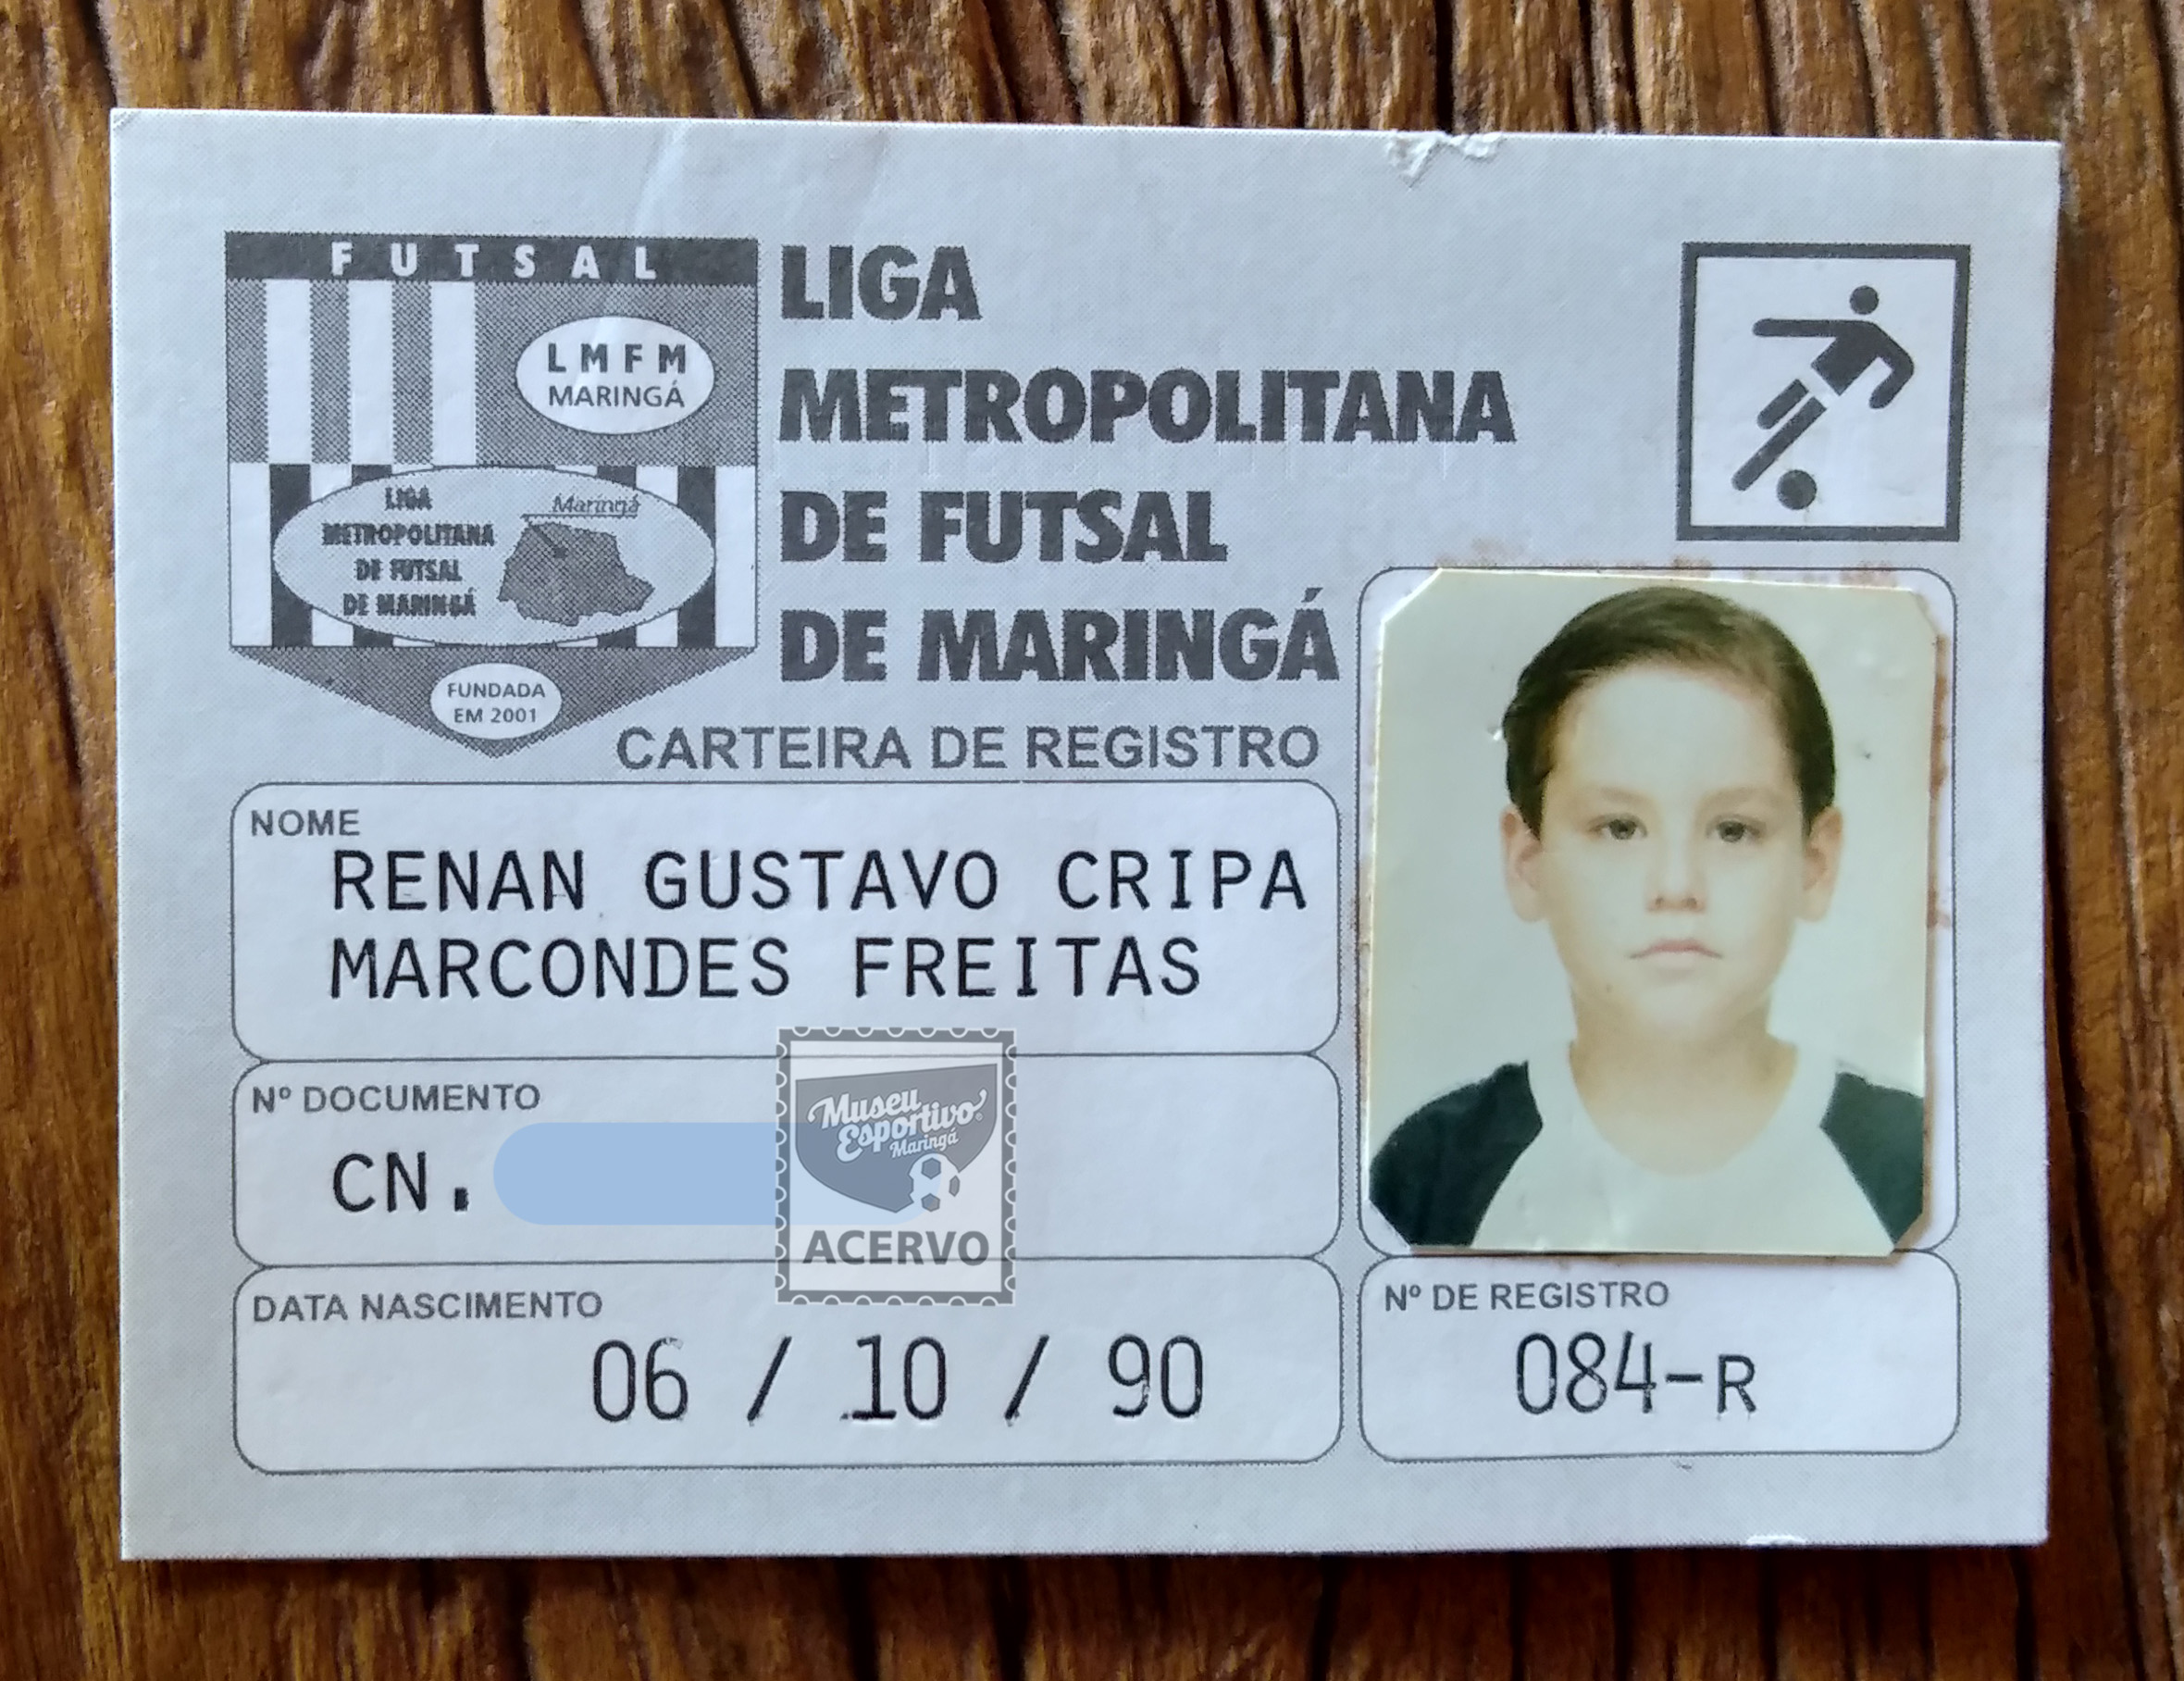 FUTSAL
LMFM
MARINGÁ
LIGA
METROPOLITANA
DE FUTSAL
DE MARINGÁ
Maringá
FUNDADA
EM 2001
LIGA
METROPOLITANA
DE FUTSAL
DE MARINGÁ
CARTEIRA DE REGISTRO
NOME
RENAN GUSTAVO CRIPA
MARCONDES FREITAS
Nº DOCUMENTO
CN.
Museu
Esportivo
Maringá
ACERVO
DATA NASCIMENTO
06 / 10 / 90
Nº DE REGISTRO
084-R